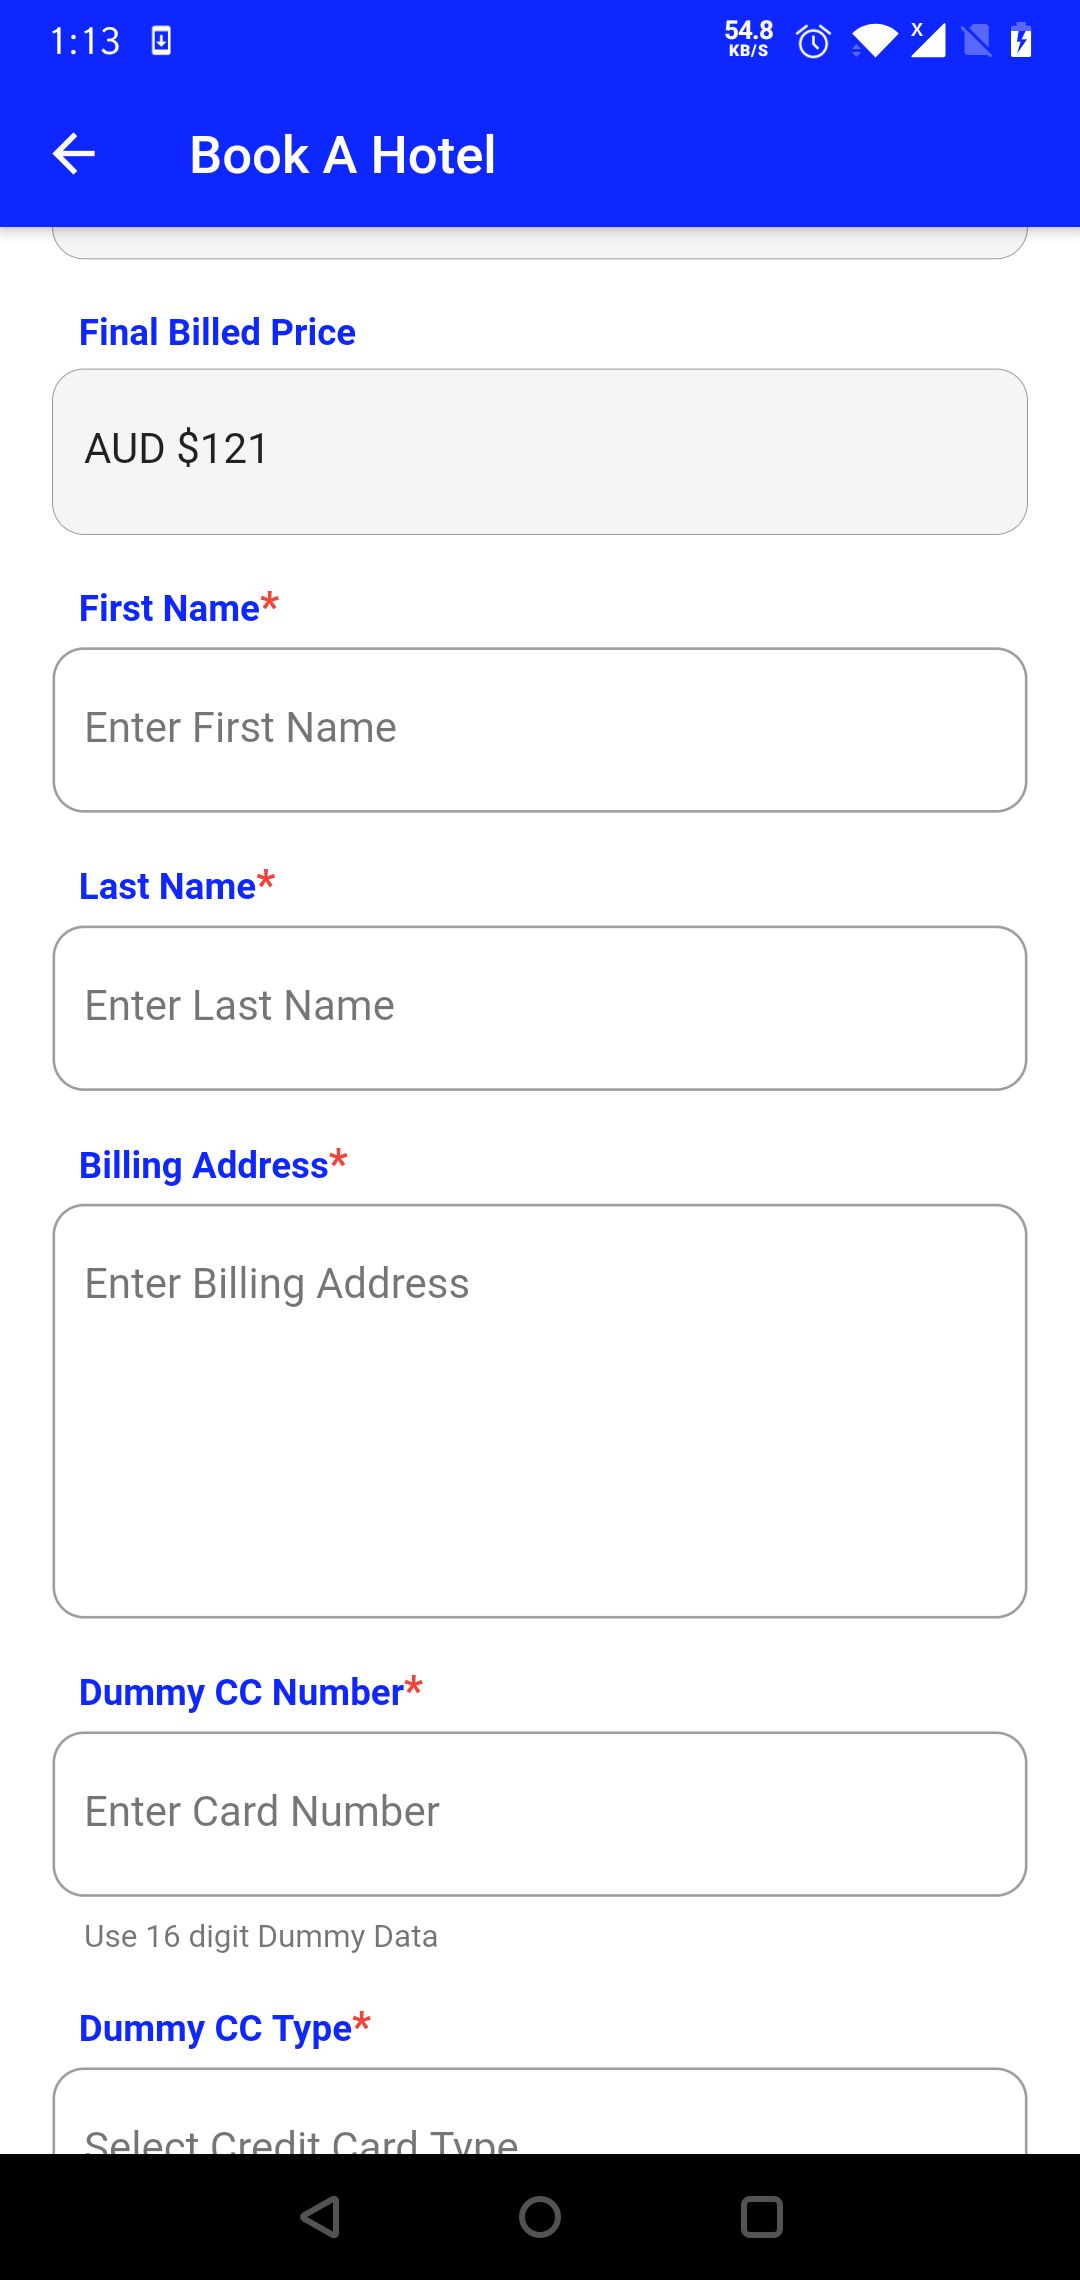 1:13
54.8
KB/S
X
Book A Hotel
Final Billed Price
AUD $121
First Name*
Enter First Name
Last Name*
Enter Last Name
Billing Address*
Enter Billing Address
Dummy CC Number*
Enter Card Number
Use 16 digit Dummy Data
Dummy CC Type*
Select Credit Card Type